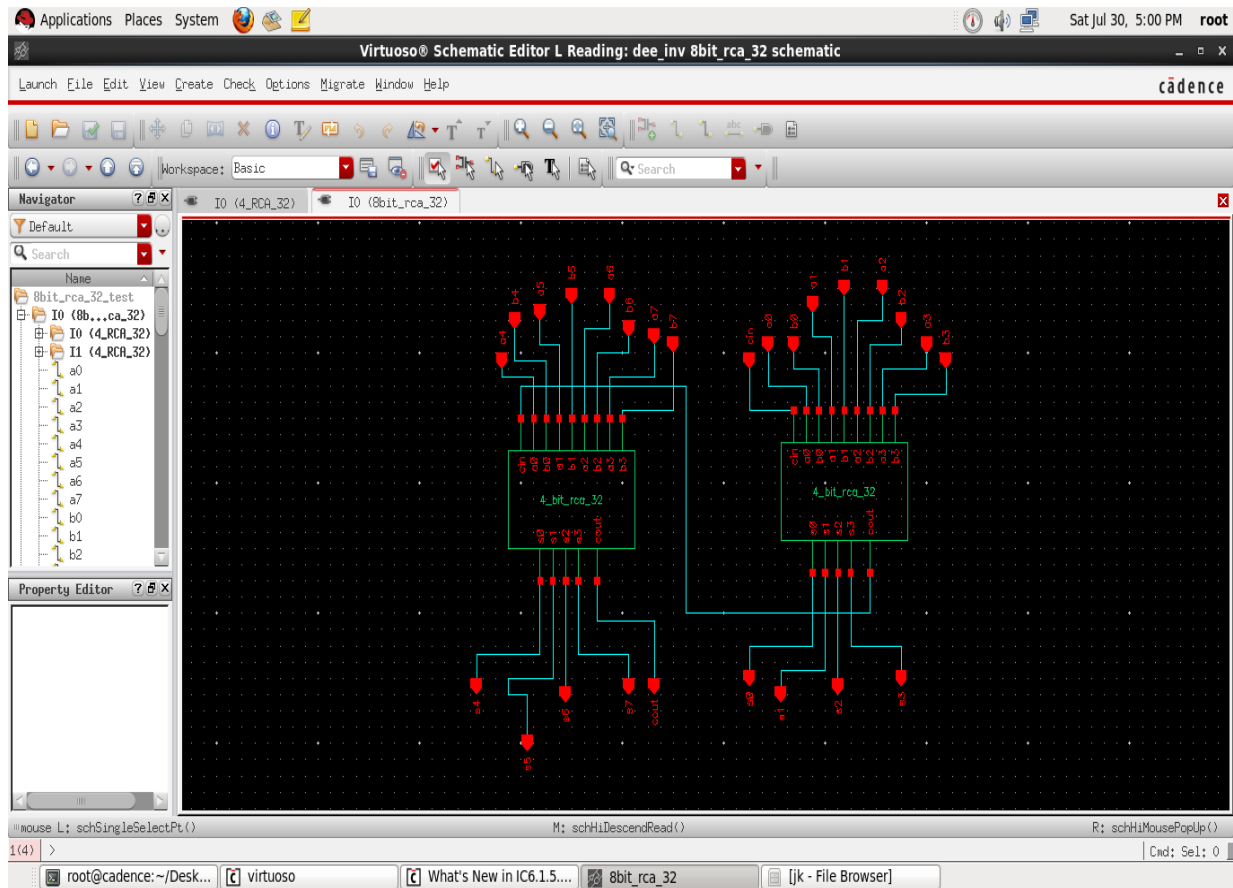 Applications Places System Sat Jul 30, 5:00 PM root
Virtuoso® Schematic Editor L Reading: dee_inv 8bit_rca_32 schematic
Launch File Edit View Create Check Options Migrate Window Help cādence
Workspace: Basic Search
Navigator I0 (4_RCA_32) I0 (8bit_rca_32)
Default
Search
Name
8bit_rca_32_test
I0 (8b...ca_32)
I0 (4_RCA_32)
I1 (4_RCA_32)
a0
a1
a2
a3
a4
a5
a6
a7
b0
b1
b2
Property Editor
a4 b4 a5 b5 a6 b6 a7 b7
cin a0 b0 a1 b1 a2 b2 a3 b3
cin a0 b0 a1 b1 a2 b2 a3 b3
4_bit_rca_32
s0 s1 s2 s3 cout
cin a0 b0 a1 b1 a2 b2 a3 b3
4_bit_rca_32
s0 s1 s2 s3 cout
s4 s5 s6 s7 cout
s0 s1 s2 s3
mouse L: schSingleSelectPt() M: schHiDescendRead() R: schHiMousePopUp()
1(4) > Cmd: Sel: 0
root@cadence:~/Desk... virtuoso What's New in IC6.1.5.... 8bit_rca_32 [jk - File Browser]